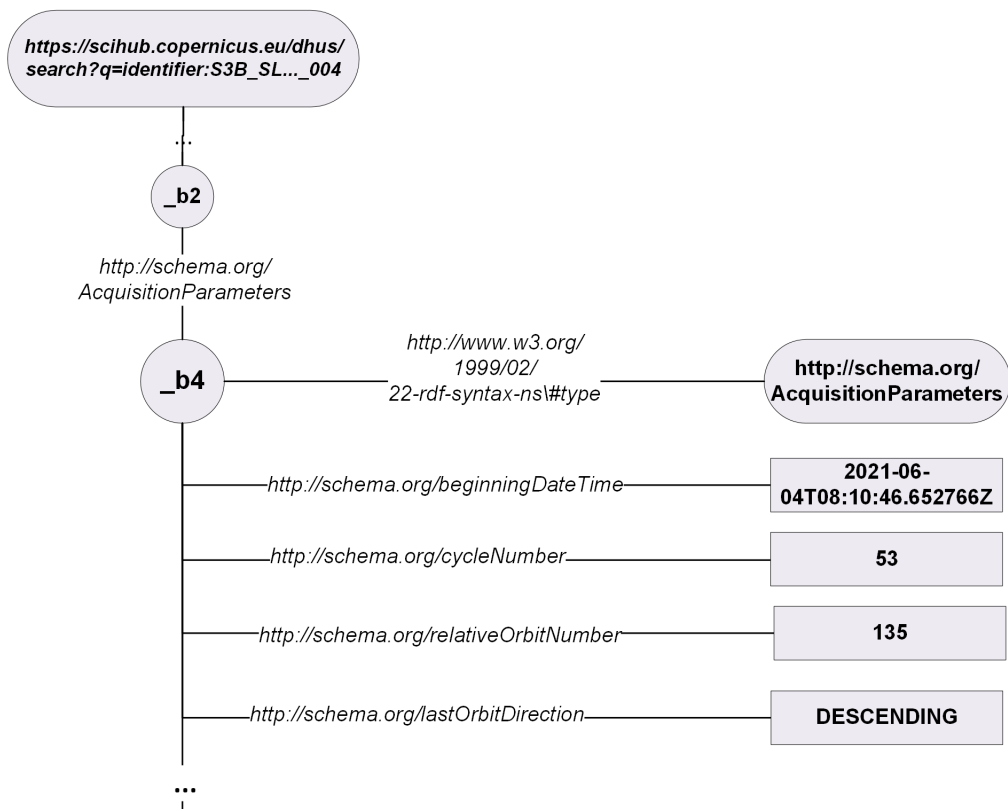 https://scihub.copernicus.eu/dhus/
search?q=identifier:S3B_SL..._004
...
_b2
http://schema.org/
AcquisitionParameters
_b4
http://www.w3.org/
1999/02/
22-rdf-syntax-ns\#type
http://schema.org/
AcquisitionParameters
http://schema.org/beginningDateTime
2021-06-
04T08:10:46.652766Z
http://schema.org/cycleNumber
53
http://schema.org/relativeOrbitNumber
135
http://schema.org/lastOrbitDirection
DESCENDING
...